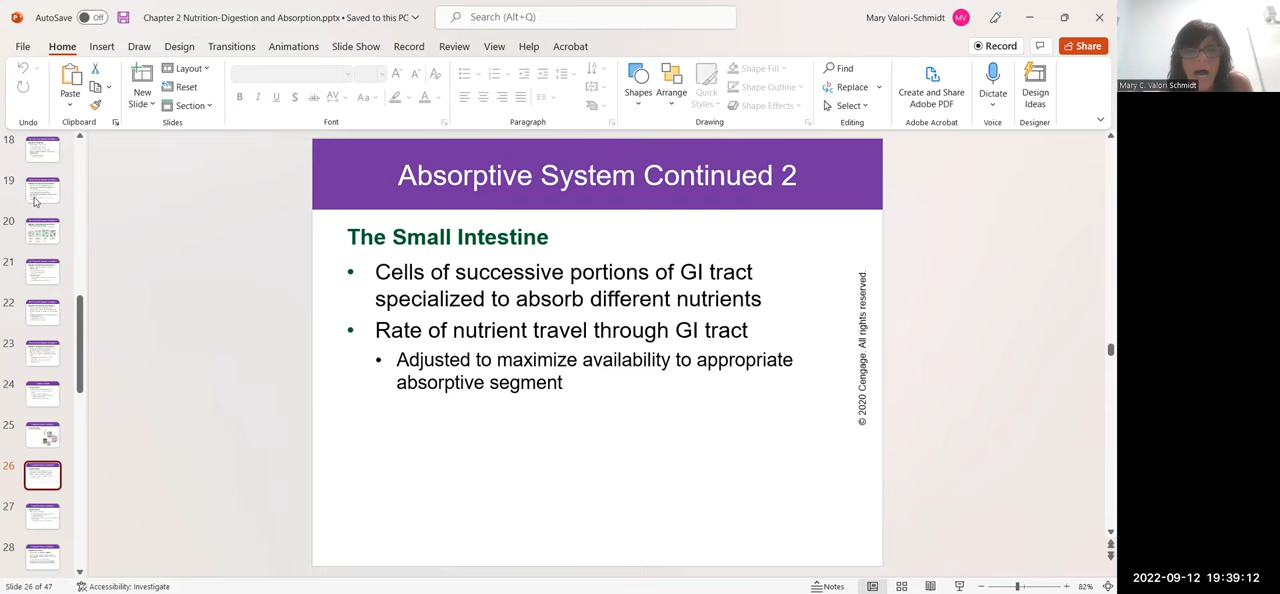 AutoSave Off Chapter 2 Nutrition-Digestion and Absorption.pptx • Saved to this PC Search (Alt+Q) Mary Valori-Schmidt MV
File Home Insert Draw Design Transitions Animations Slide Show Record Review View Help Acrobat Record Share
Paste
Clipboard
Undo
New
Slide
Layout
Reset
Section
Slides
Font
Paragraph
Shapes
Arrange
Quick
Styles
Shape Fill
Shape Outline
Shape Effects
Drawing
Find
Replace
Select
Editing
Create and Share
Adobe PDF
Adobe Acrobat
Dictate
Voice
Design
Ideas
Designer
Mary C. Valori Schmidt
18
19
20
21
22
23
24
25
26
27
28
Absorptive System Continued 2
The Small Intestine
• Cells of successive portions of GI tract
specialized to absorb different nutrients
• Rate of nutrient travel through GI tract
• Adjusted to maximize availability to appropriate
absorptive segment
© 2020 Cengage. All rights reserved.
Slide 26 of 47 Accessibility: Investigate Notes 82%
2022-09-12 19:39:12